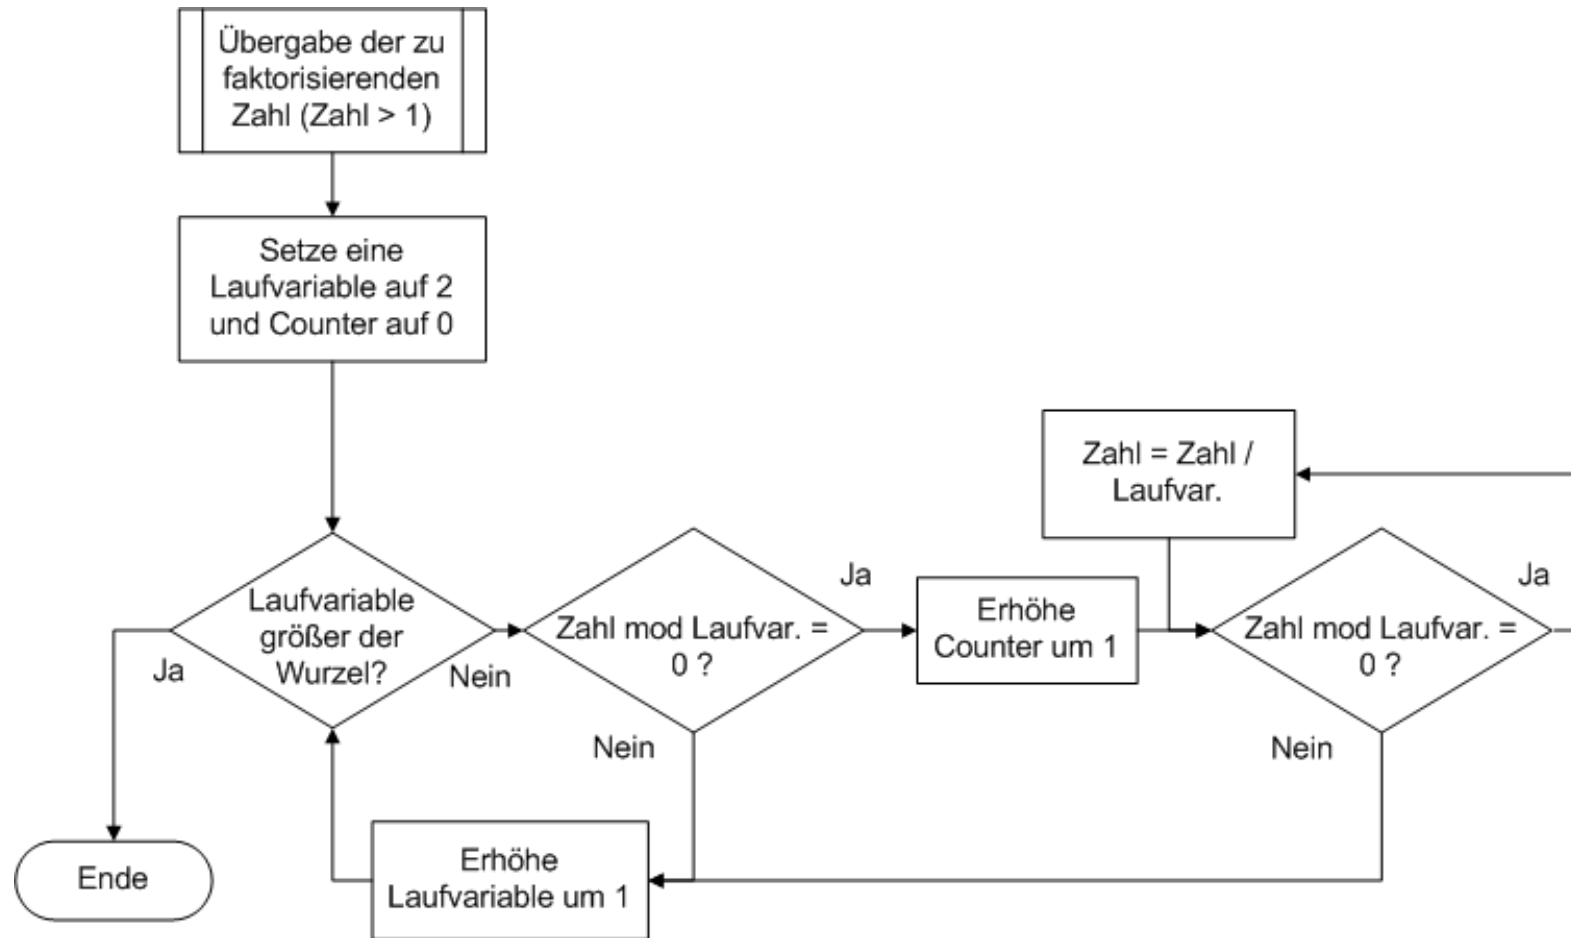 Übergabe der zu
faktorisierenden
Zahl (Zahl > 1)
Setze eine
Laufvariable auf 2
und Counter auf 0
Zahl = Zahl /
Laufvar.
Laufvariable
größer der
Wurzel?
Ja
Nein
Zahl mod Laufvar. =
0 ?
Ja
Nein
Erhöhe
Counter um 1
Zahl mod Laufvar. =
0 ?
Ja
Nein
Erhöhe
Laufvariable um 1
Ende